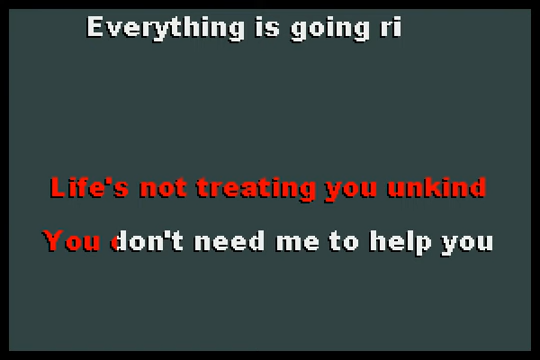 Everything is going ri
Life's not treating you unkind
You don't need me to help you